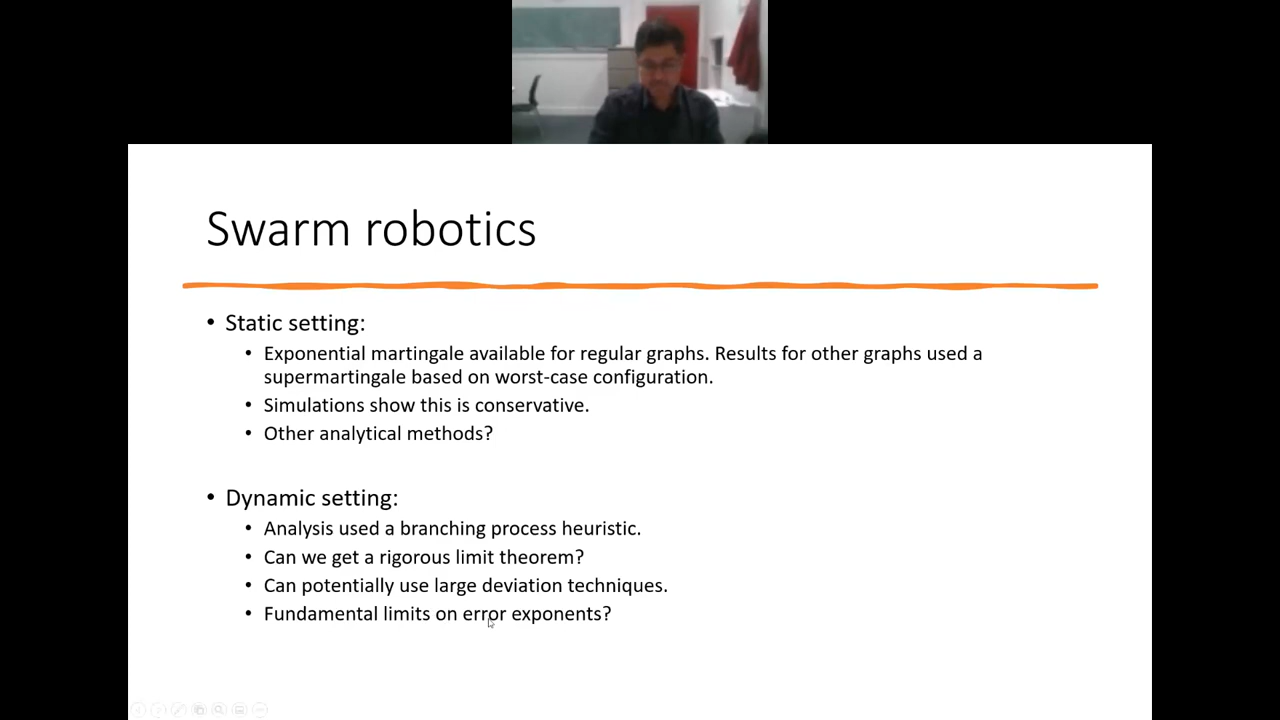 Swarm robotics
• Static setting:
• Exponential martingale available for regular graphs. Results for other graphs used a
supermartingale based on worst-case configuration.
• Simulations show this is conservative.
• Other analytical methods?
• Dynamic setting:
• Analysis used a branching process heuristic.
• Can we get a rigorous limit theorem?
• Can potentially use large deviation techniques.
• Fundamental limits on error exponents?